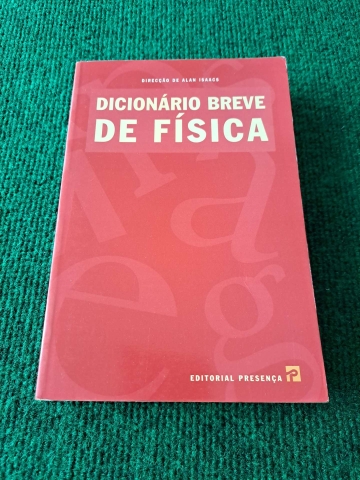 DIRECÇÃO DE ALAN ISAACS
DICIONÁRIO BREVE
DE FÍSICA
EDITORIAL PRESENÇA